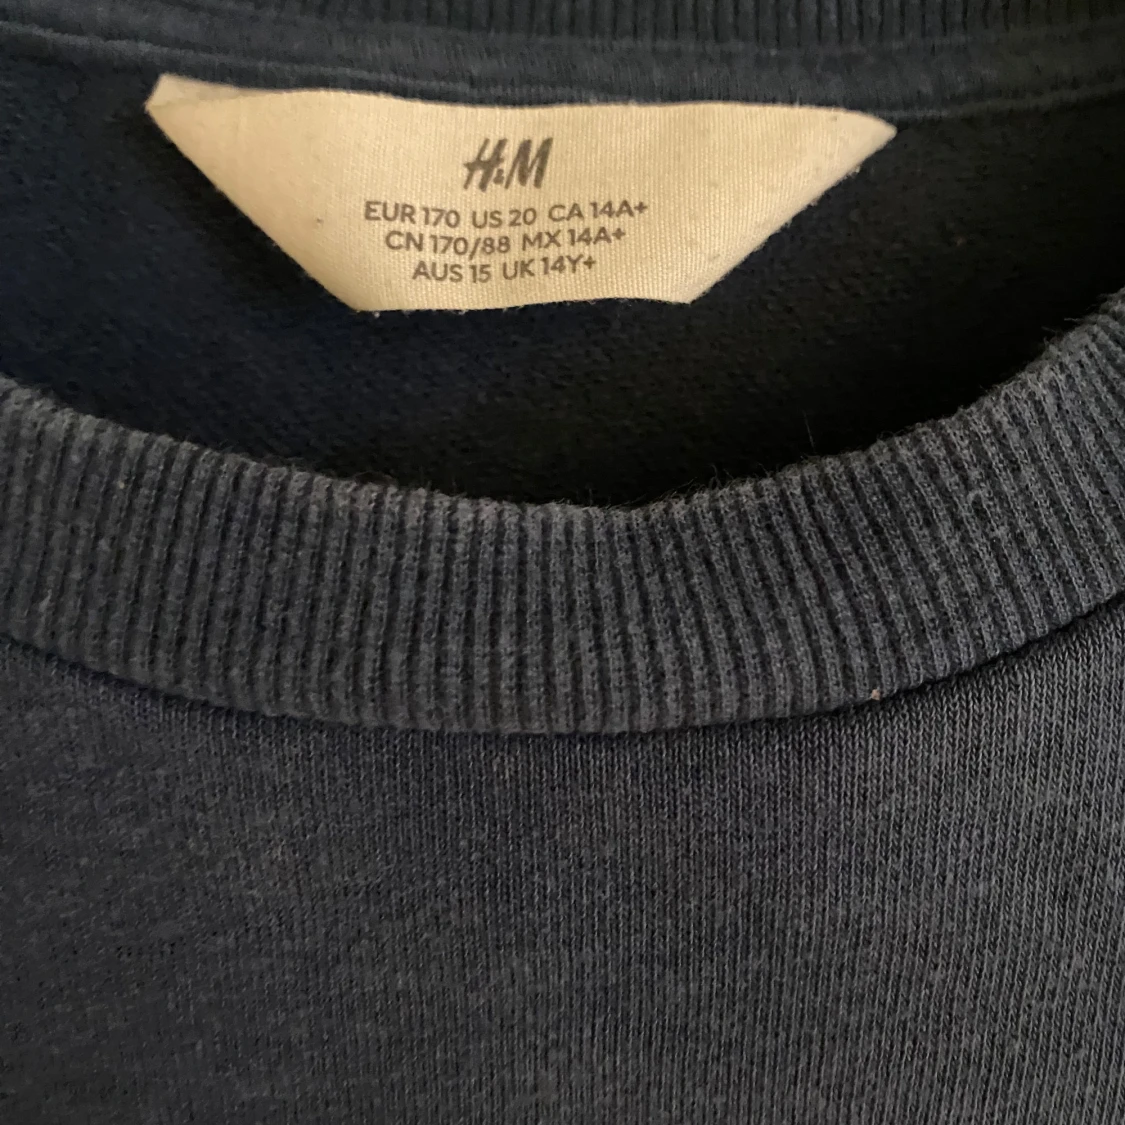 H&M
EUR 170 US 20 CA 14A+
CN 170/88 MX 14A+
AUS 15 UK 14Y+